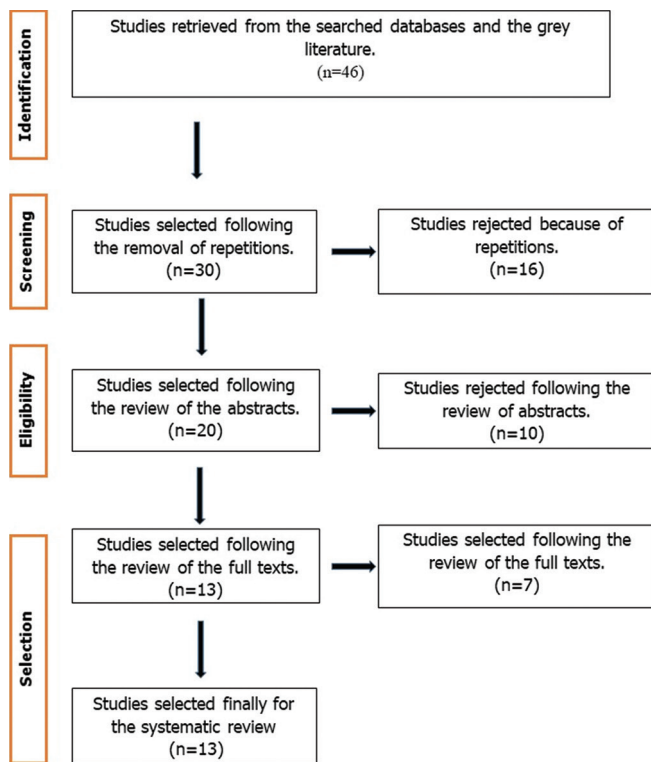 Identification
Studies retrieved from the searched databases and the grey
literature.
(n=46)
Screening
Studies selected following
the removal of repetitions.
(n=30)
Studies rejected because of
repetitions.
(n=16)
Eligibility
Studies selected following
the review of the abstracts.
(n=20)
Studies rejected following the
review of abstracts.
(n=10)
Selection
Studies selected following
the review of the full texts.
(n=13)
Studies selected following the
review of the full texts.
(n=7)
Studies selected finally for
the systematic review
(n=13)